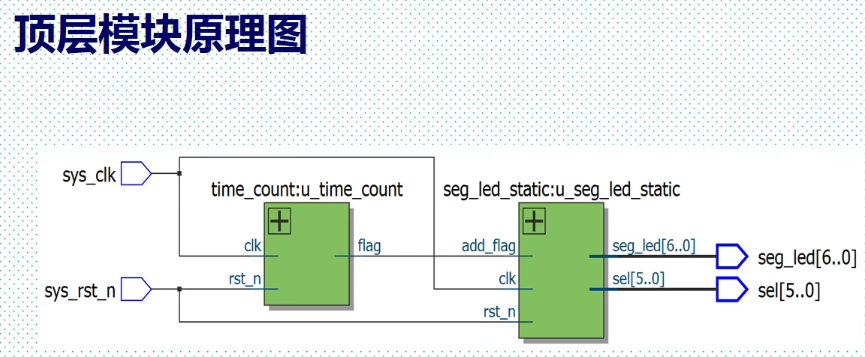 顶层模块原理图
time_count:u_time_count
seg_led_static:u_seg_led_static
sys_clk
clk
flag
add_flag
seg_led[6..0]
seg_led[6..0]
sys_rst_n
rst_n
clk
sel[5..0]
sel[5..0]
rst_n